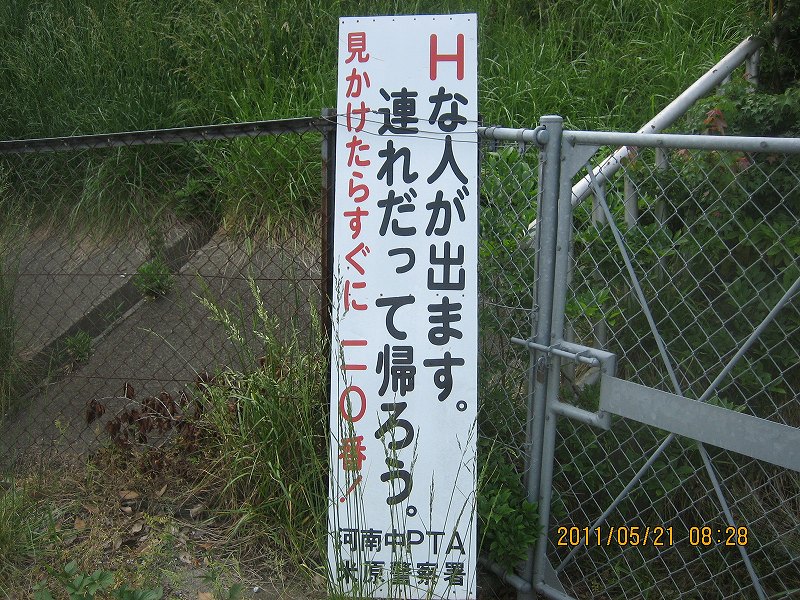 Hな人が出ます。
連れだって帰ろう。
見かけたらすぐに 一一〇番!
河南中PTA
米原警察署
2011/05/21 08:28